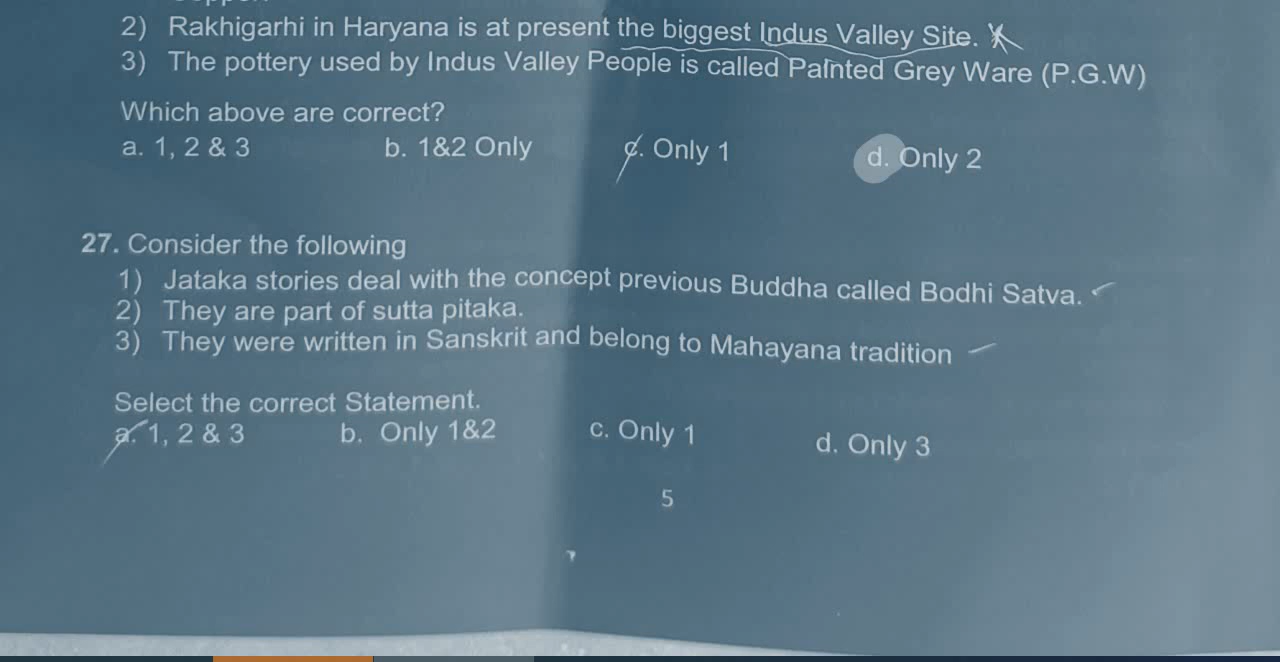 2) Rakhigarhi in Haryana is at present the biggest Indus Valley Site.
3) The pottery used by Indus Valley People is called Painted Grey Ware (P.G.W)
Which above are correct?
a. 1, 2 & 3 b. 1&2 Only c. Only 1 d. Only 2
27. Consider the following
1) Jataka stories deal with the concept previous Buddha called Bodhi Satva.
2) They are part of sutta pitaka.
3) They were written in Sanskrit and belong to Mahayana tradition
Select the correct Statement.
a. 1, 2 & 3 b. Only 1&2 c. Only 1 d. Only 3
5